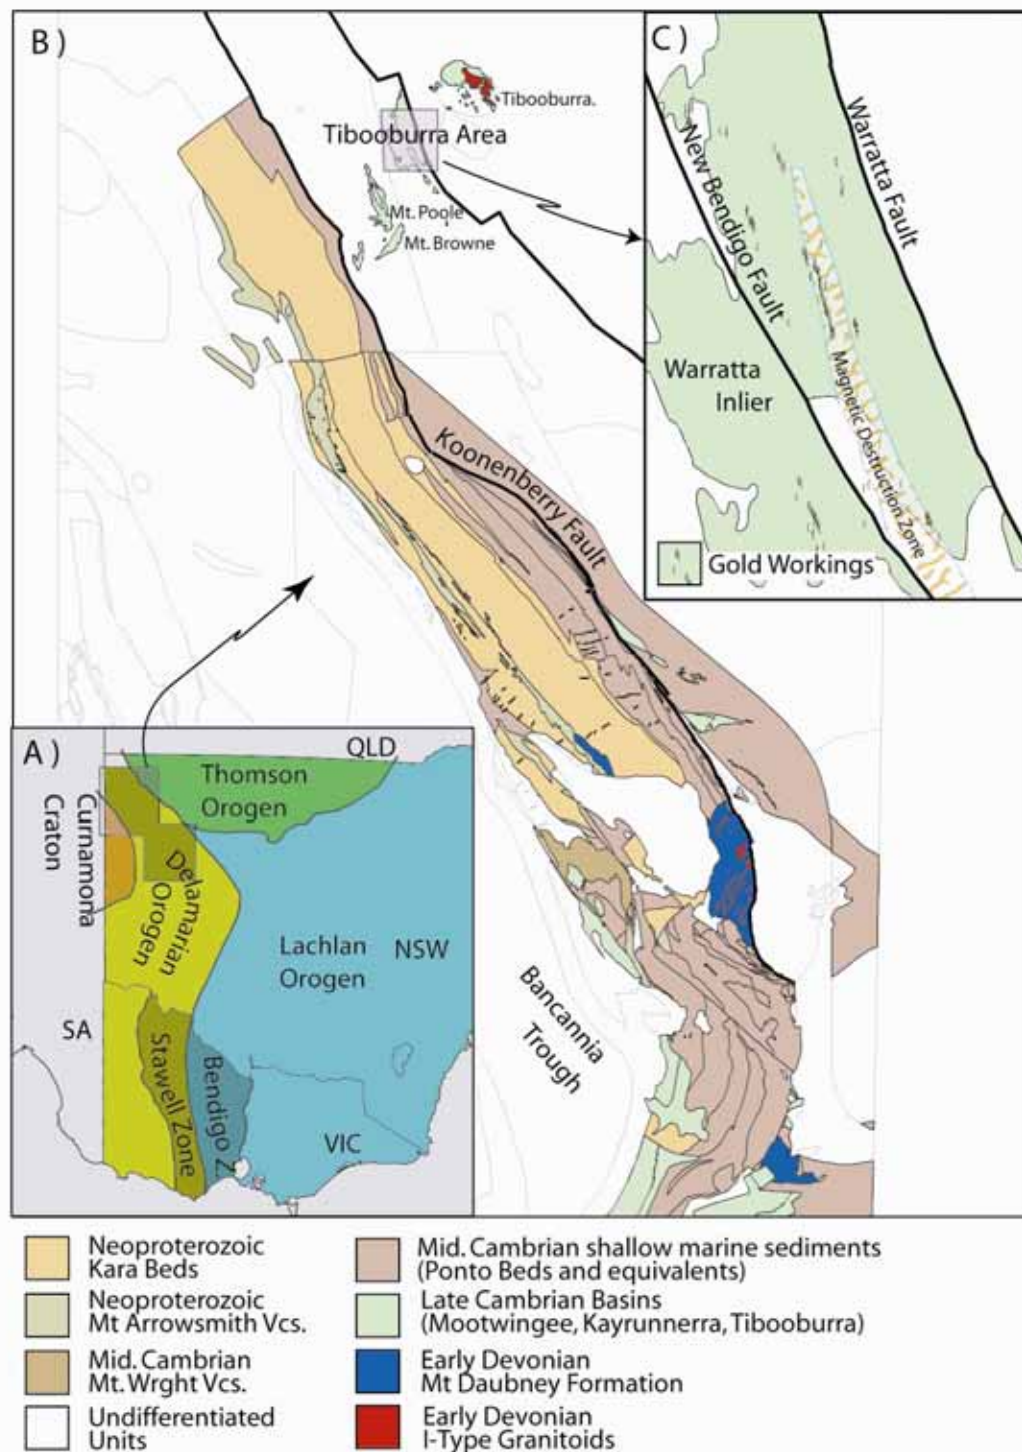 B )
Tibooburra.
Tibooburra Area
Mt. Poole
Mt. Browne
Koonenberry Fault
Bancannia
Trough
C )
Warratta Fault
New Bendigo Fault
Magnetic Destruction Zone
Warratta
Inlier
Gold Workings
A )
QLD
Thomson
Orogen
Curnamona
Craton
Delamarian
Orogen
Lachlan
Orogen
NSW
SA
Stawell Zone
Bendigo Z
VIC
Neoproterozoic
Kara Beds
Neoproterozoic
Mt Arrowsmith Vcs.
Mid. Cambrian
Mt. Wrght Vcs.
Undifferentiated
Units
Mid. Cambrian shallow marine sediments
(Ponto Beds and equivalents)
Late Cambrian Basins
(Mootwingee, Kayrunnerra, Tibooburra)
Early Devonian
Mt Daubney Formation
Early Devonian
I-Type Granitoids